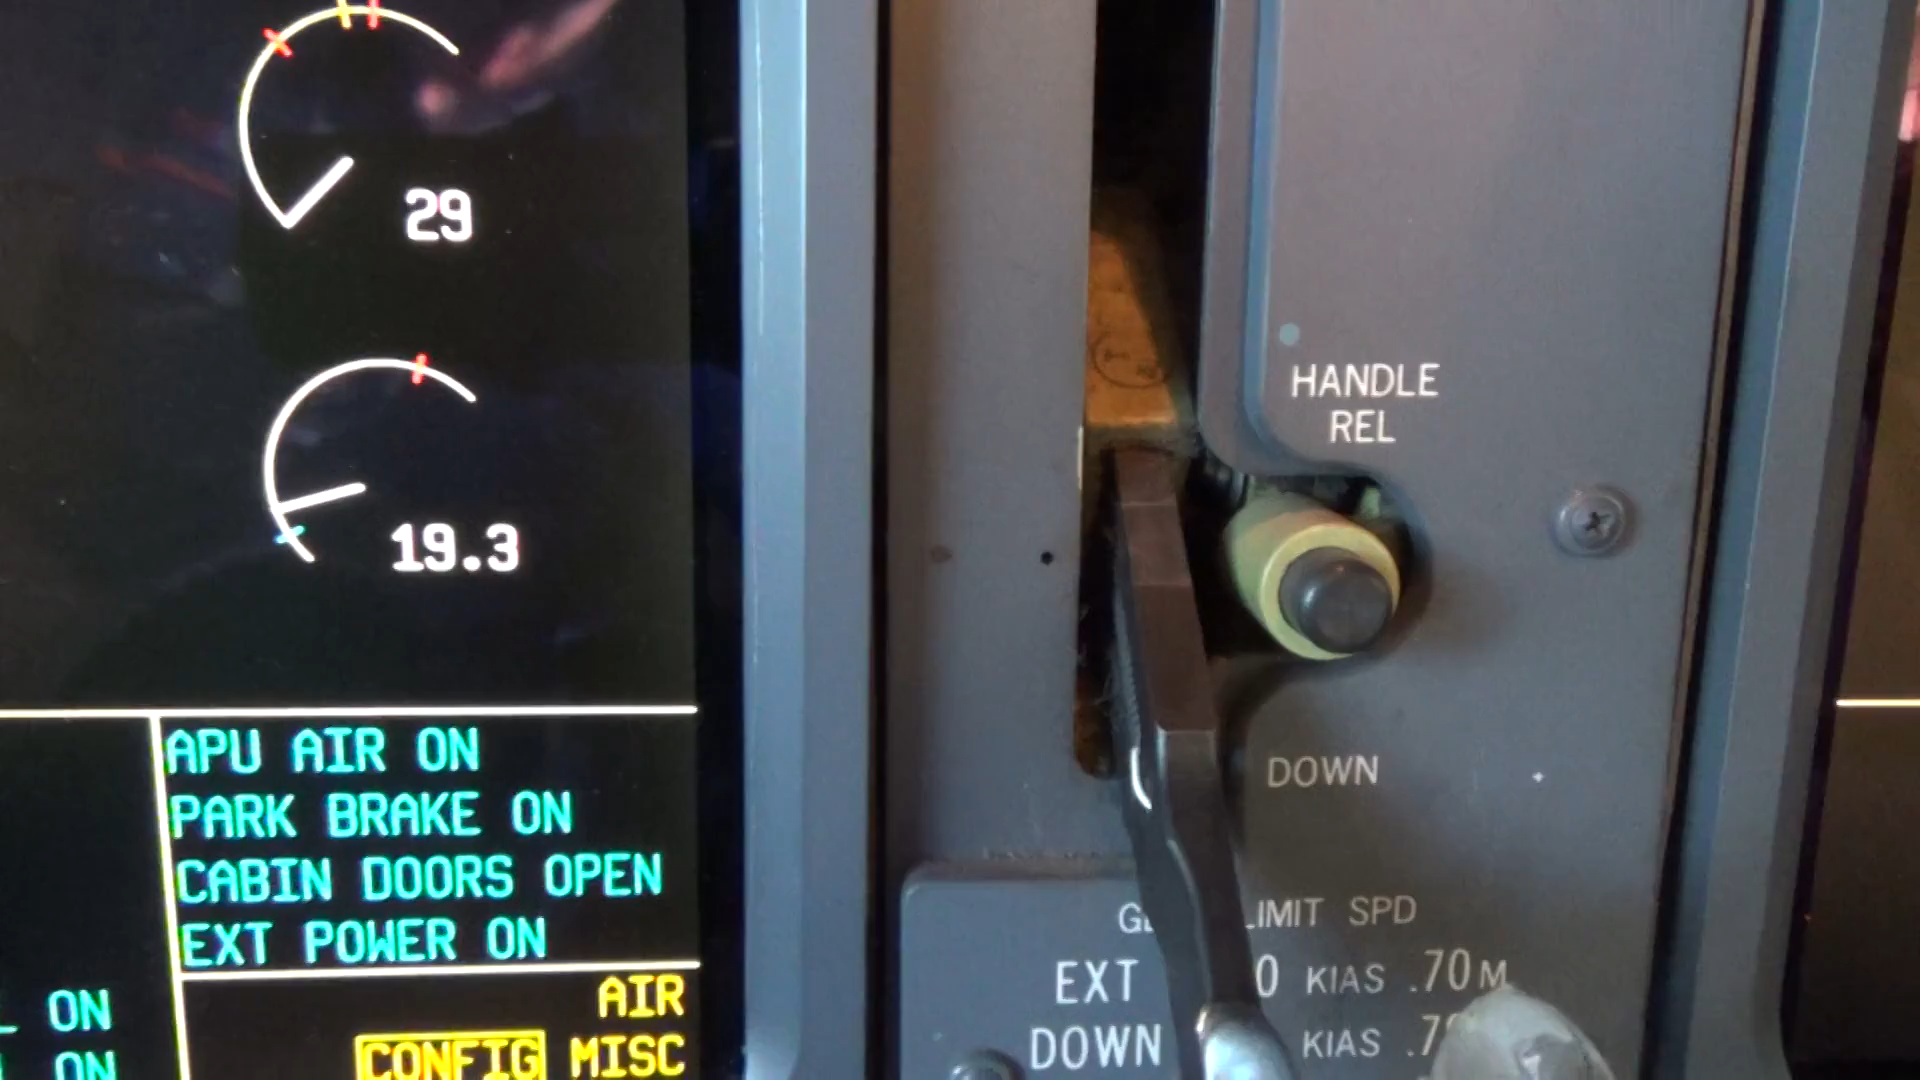 29
19.3
APU AIR ON
PARK BRAKE ON
CABIN DOORS OPEN
EXT POWER ON
ON
ON
AIR
CONFIG MISC
HANDLE
REL
DOWN
SPD
EXT KIAS .70M
DOWN KIAS